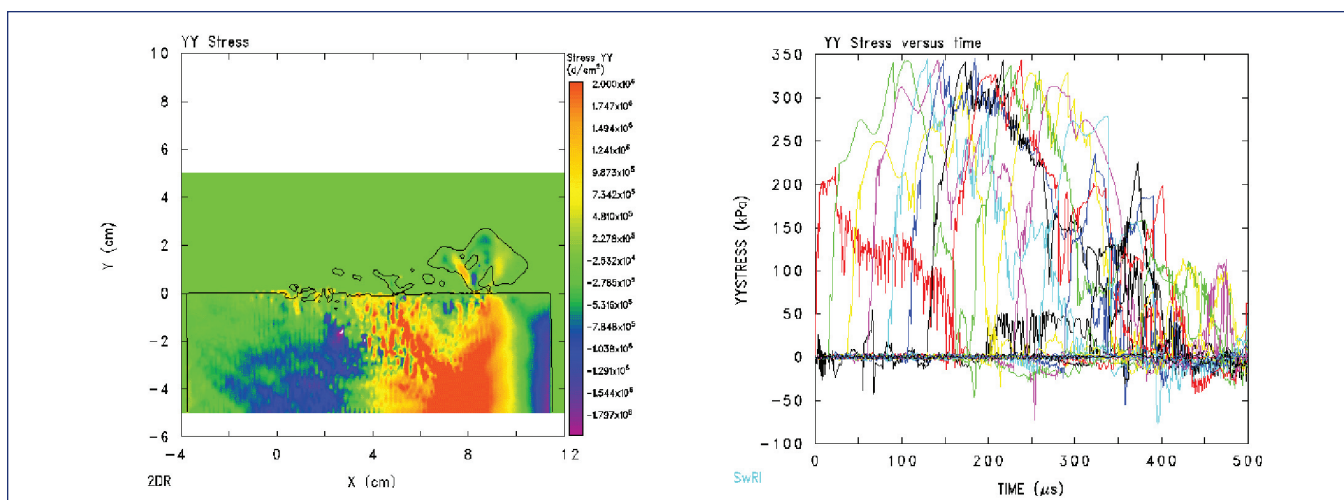 YY Stress
10
8
6
4
2
0
-2
-4
-6
Y (cm)
-4
0
4
8
12
X (cm)
2DR
Stress YY
(d/cm²)
2.000x10⁶
1.747x10⁶
1.494x10⁶
1.241x10⁶
9.873x10⁵
7.342x10⁵
4.810x10⁵
2.278x10⁵
-2.532x10⁴
-2.785x10⁵
-5.316x10⁵
-7.848x10⁵
-1.038x10⁶
-1.291x10⁶
-1.544x10⁶
-1.797x10⁶
YY Stress versus time
350
300
250
200
150
100
50
0
-50
-100
YYSTRESS (kPa)
0
100
200
300
400
500
TIME (μs)
SwRI